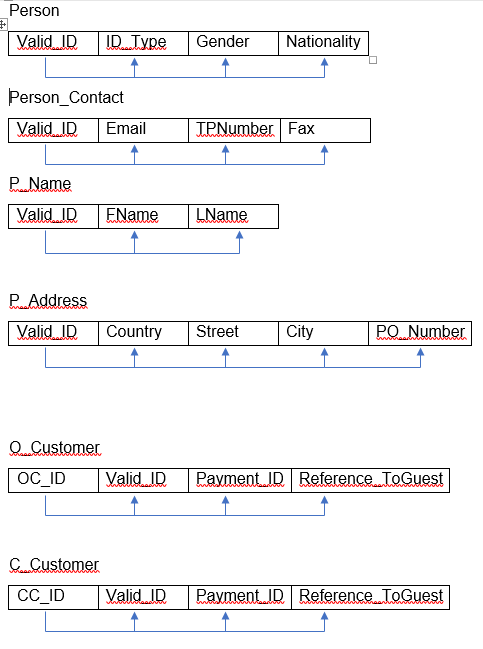 Person
Valid_ID ID_Type Gender Nationality
Person_Contact
Valid_ID Email TPNumber Fax
P_Name
Valid_ID FName LName
P_Address
Valid_ID Country Street City PO_Number
O_Customer
OC_ID Valid_ID Payment_ID Reference_ToGuest
C_Customer
CC_ID Valid_ID Payment_ID Reference_ToGuest